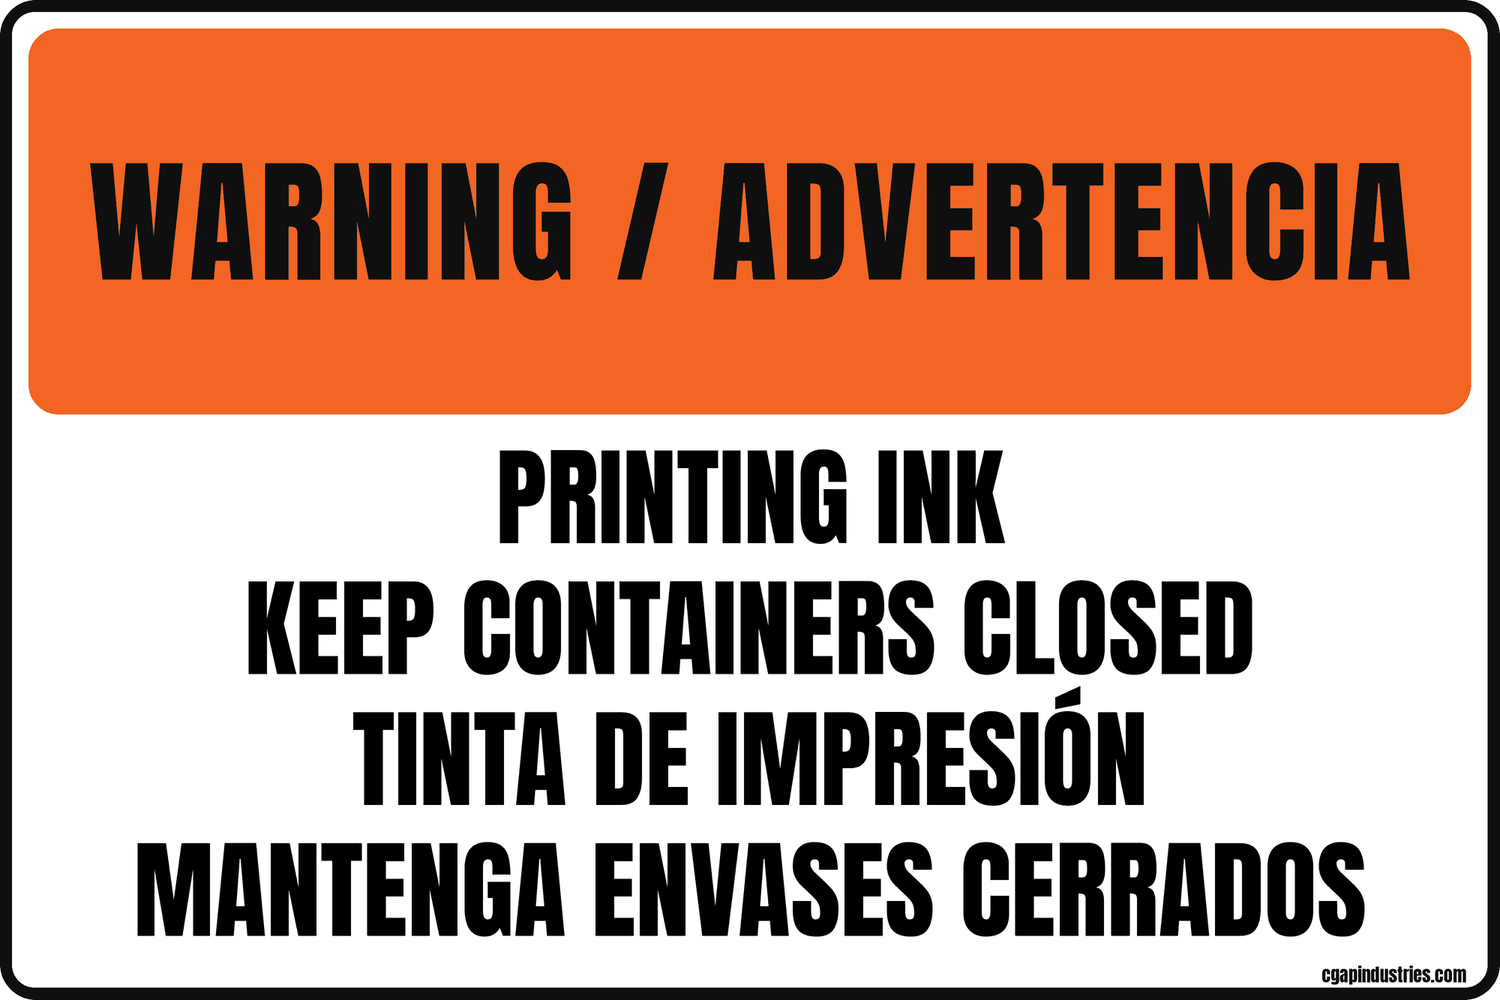 WARNING / ADVERTENCIA
PRINTING INK
KEEP CONTAINERS CLOSED
TINTA DE IMPRESIÓN
MANTENGA ENVASES CERRADOS
cgapindustries.com